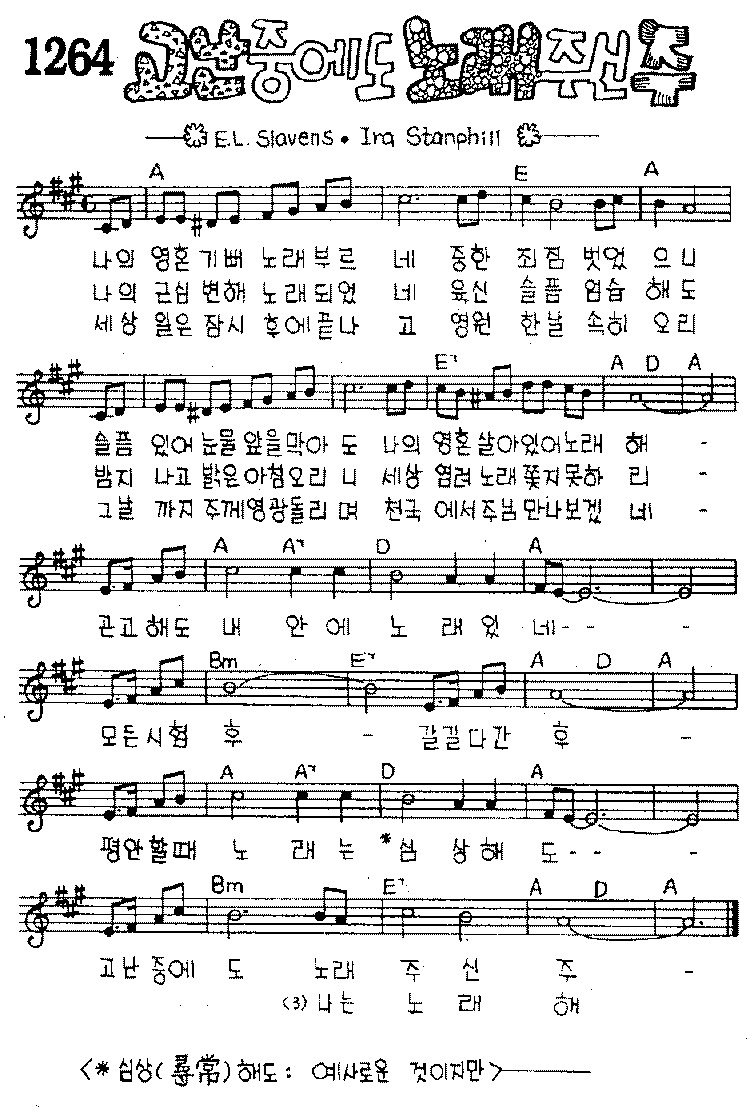 1264 고난중에도 노래주신 주
E.L. Slavens • Ira Stanphill
A E A
나의 영혼 기뻐 노래부르 네 중한 죄짐 벗었 으니
나의 근심 변해 노래되었 네 육신 슬픔 엄습 해도
세상 일은 잠시 후에끝나 고 영원 한날 속히 오리
E7 A D A
슬픔 있어 눈물 앞을막아 도 나의 영혼살아있어노래 해 -
밤지 나고 밝은아침오리 니 세상 염려 노래쫓지못하 리 -
그날 까지 주께영광돌리 며 천국 에서주님만나보겠 네 -
A A7 D A
곤고해도 내 안에 노래있네-- -
Bm E7 A D A
모든시험 후 - 갈길다간 후 -
A A7 D A
평안할때 노 래는 *심 상해 도-- -
Bm E7 A D A
고난중에 도 노래 주 신 주 -
(3) 나는 노 래 해
<*심상(尋常)해도: 예사로운 것이지만>